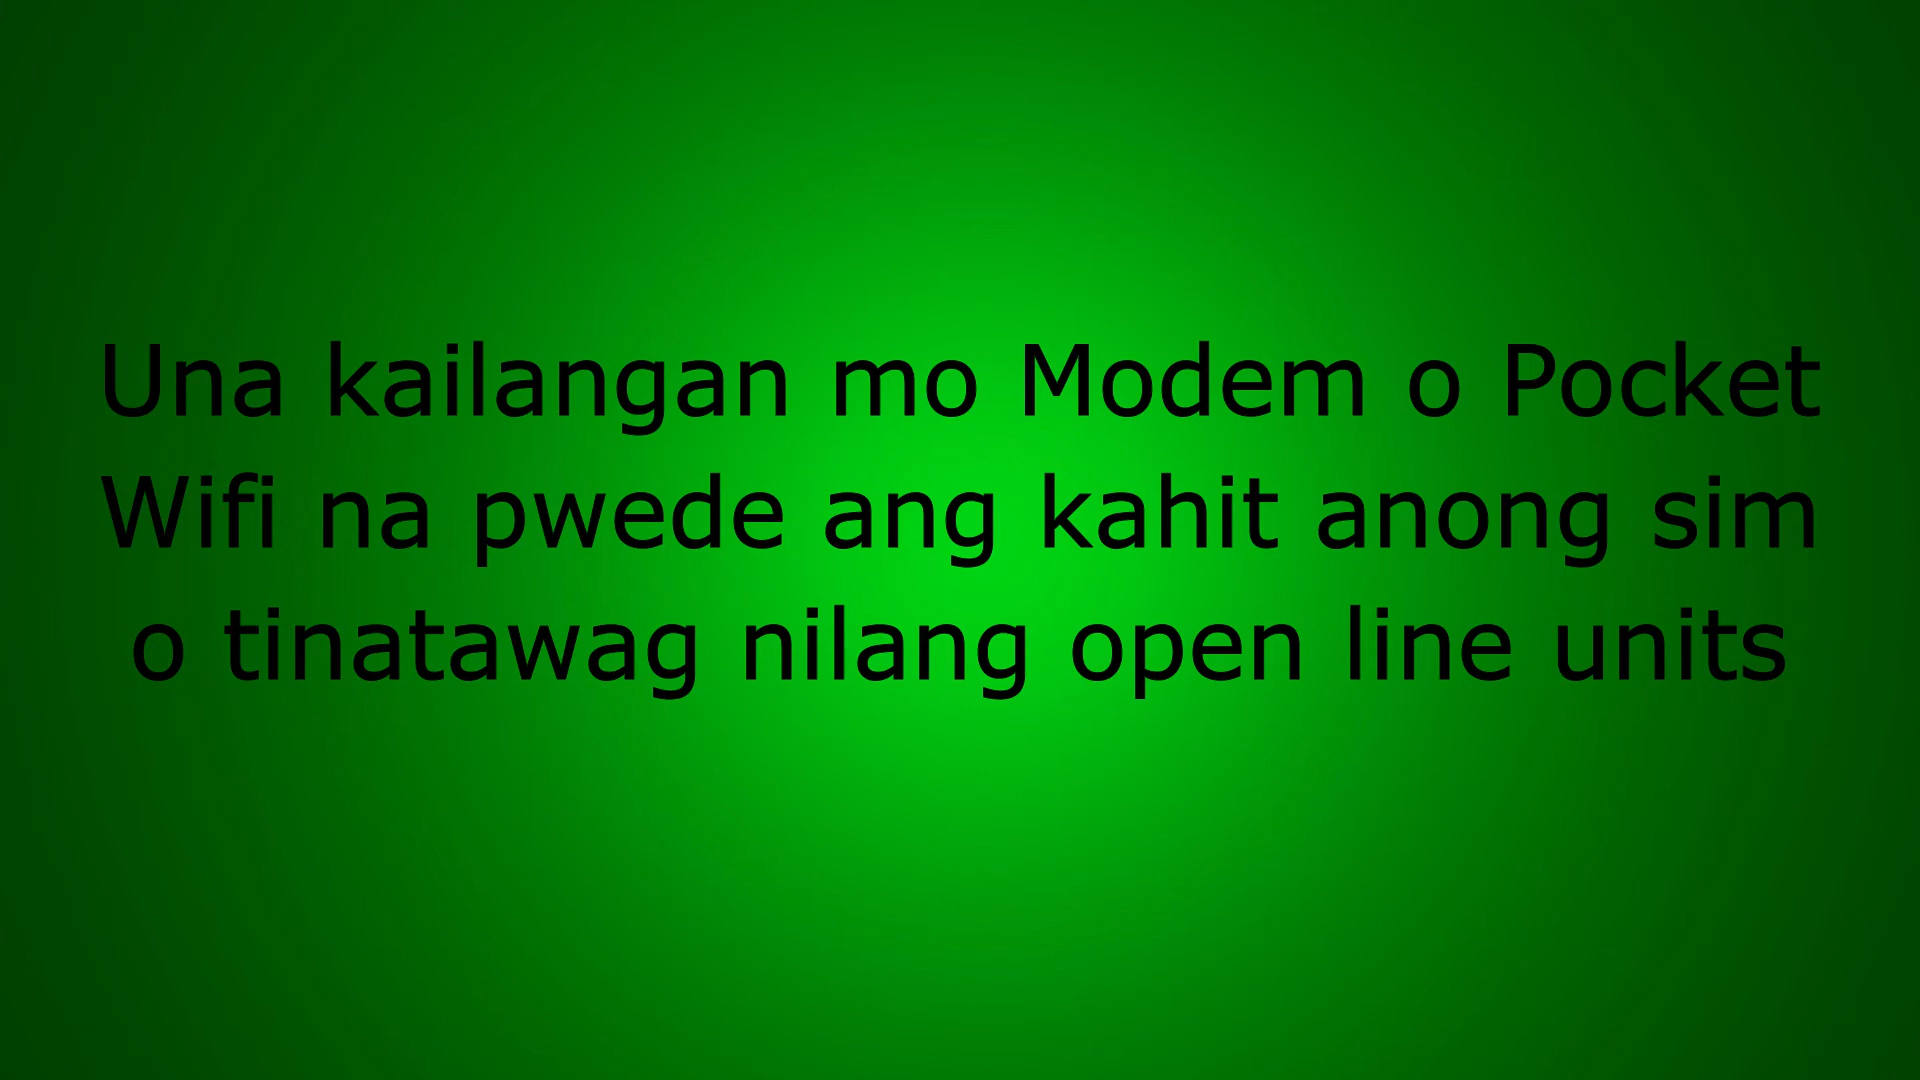 Una kailangan mo Modem o Pocket
Wifi na pwede ang kahit anong sim
o tinatawag nilang open line units